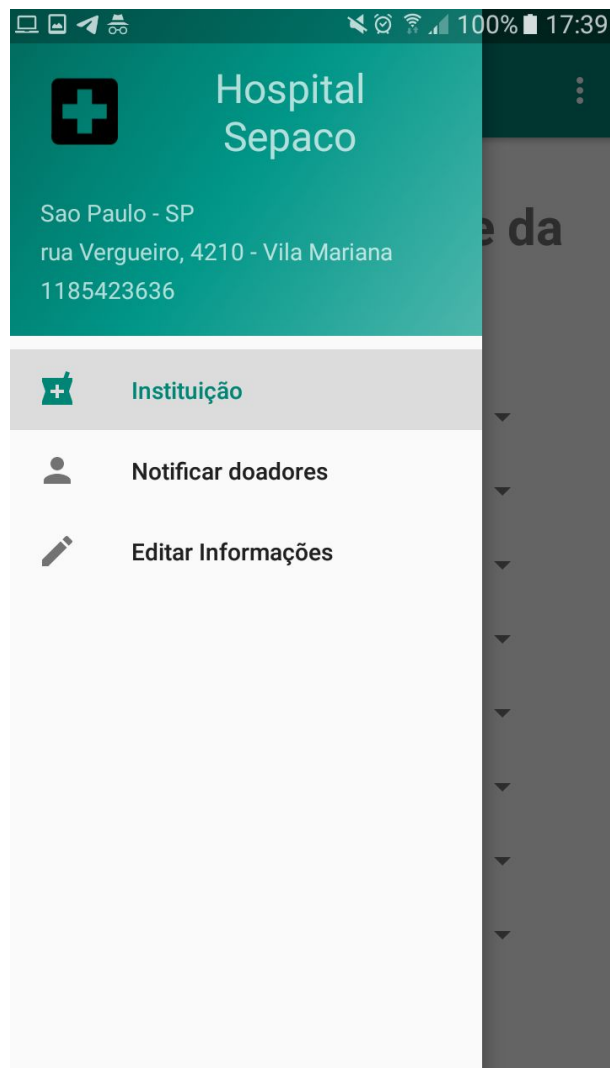 100% 17:39
Hospital
Sepaco
Sao Paulo - SP
rua Vergueiro, 4210 - Vila Mariana
1185423636
e da
Instituição
Notificar doadores
Editar Informações